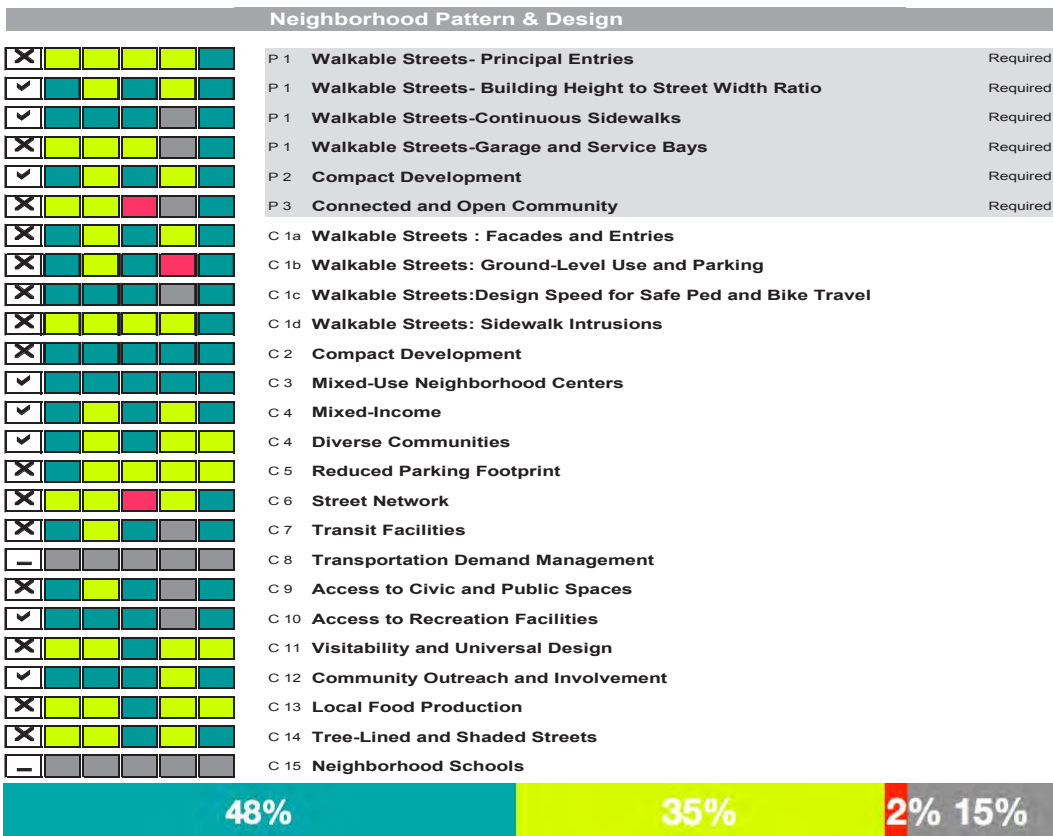 Neighborhood Pattern & Design
P 1 Walkable Streets- Principal Entries Required
P 1 Walkable Streets- Building Height to Street Width Ratio Required
P 1 Walkable Streets-Continuous Sidewalks Required
P 1 Walkable Streets-Garage and Service Bays Required
P 2 Compact Development Required
P 3 Connected and Open Community Required
C 1a Walkable Streets : Facades and Entries
C 1b Walkable Streets: Ground-Level Use and Parking
C 1c Walkable Streets:Design Speed for Safe Ped and Bike Travel
C 1d Walkable Streets: Sidewalk Intrusions
C 2 Compact Development
C 3 Mixed-Use Neighborhood Centers
C 4 Mixed-Income
C 4 Diverse Communities
C 5 Reduced Parking Footprint
C 6 Street Network
C 7 Transit Facilities
C 8 Transportation Demand Management
C 9 Access to Civic and Public Spaces
C 10 Access to Recreation Facilities
C 11 Visitability and Universal Design
C 12 Community Outreach and Involvement
C 13 Local Food Production
C 14 Tree-Lined and Shaded Streets
C 15 Neighborhood Schools
48% 35% 2% 15%